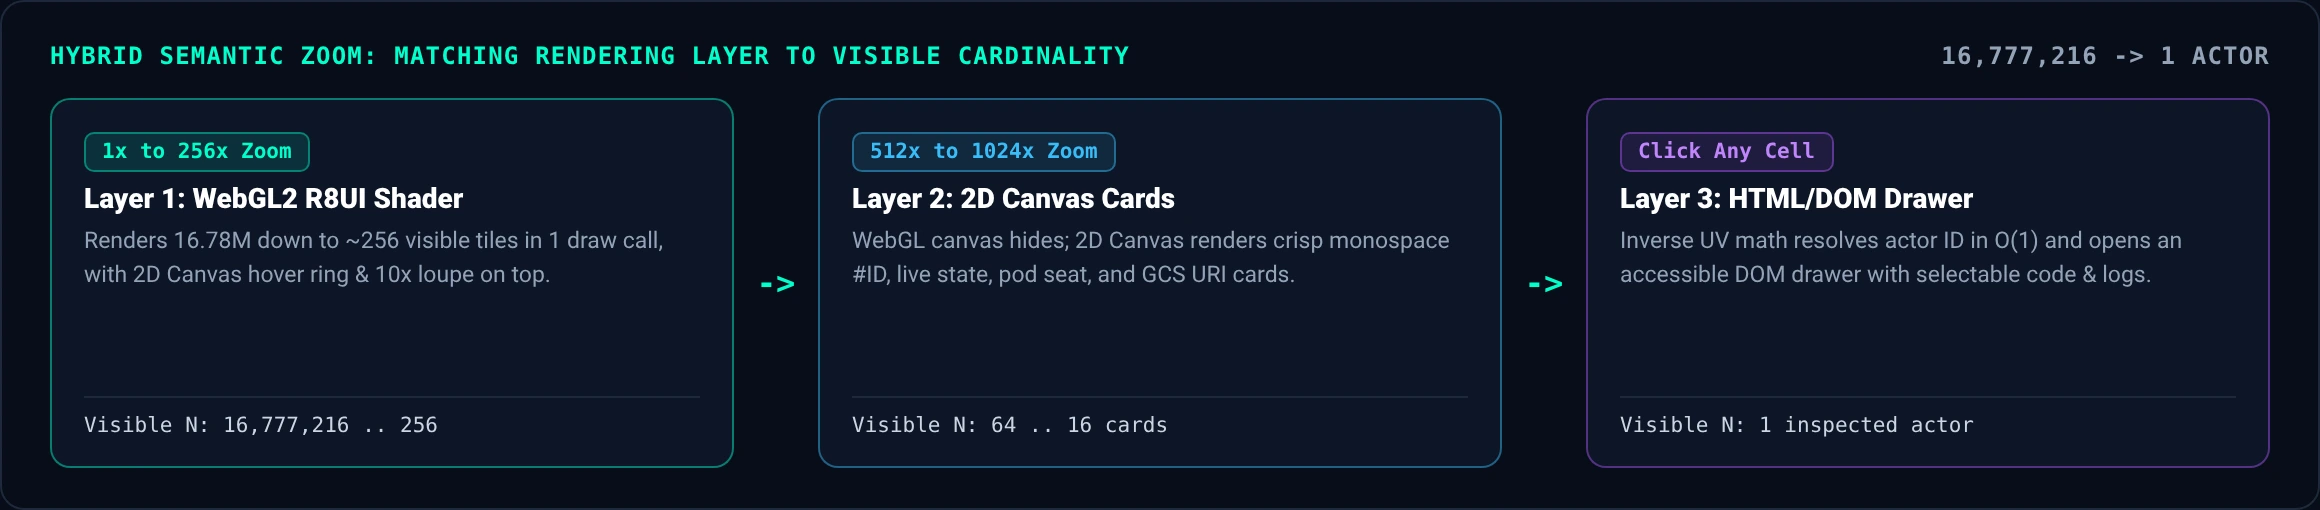 HYBRID SEMANTIC ZOOM: MATCHING RENDERING LAYER TO VISIBLE CARDINALITY
16,777,216 -> 1 ACTOR
1x to 256x Zoom
Layer 1: WebGL2 R8UI Shader
Renders 16.78M down to ~256 visible tiles in 1 draw call,
with 2D Canvas hover ring & 10x loupe on top.
Visible N: 16,777,216 .. 256
->
512x to 1024x Zoom
Layer 2: 2D Canvas Cards
WebGL canvas hides; 2D Canvas renders crisp monospace
#ID, live state, pod seat, and GCS URI cards.
Visible N: 64 .. 16 cards
->
Click Any Cell
Layer 3: HTML/DOM Drawer
Inverse UV math resolves actor ID in O(1) and opens an
accessible DOM drawer with selectable code & logs.
Visible N: 1 inspected actor